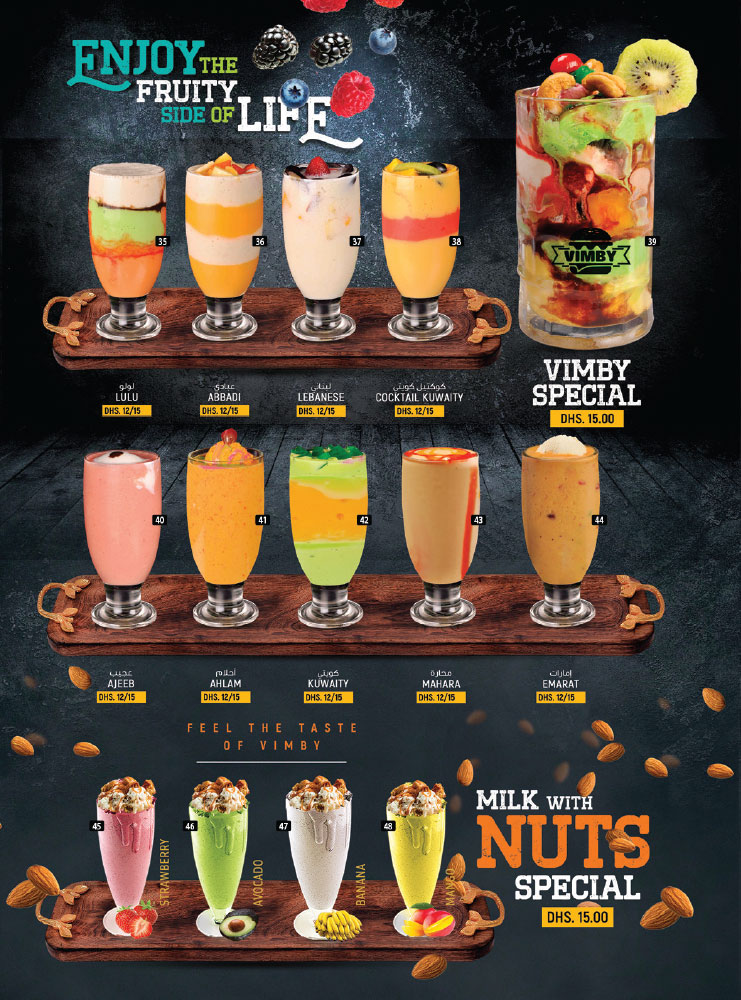 ENJOY THE
FRUITY
SIDE OF LIFE
35
36
37
38
39
VIMBY
لولو
LULU
DHS. 12/15
عبادي
ABBADI
DHS. 12/15
لبناني
LEBANESE
DHS. 12/15
كوكتيل كويتي
COCKTAIL KUWAITY
DHS. 12/15
VIMBY
SPECIAL
DHS. 15.00
40
41
42
43
44
عجيب
AJEEB
DHS. 12/15
احلام
AHLAM
DHS. 12/15
كويتي
KUWAITY
DHS. 12/15
محارة
MAHARA
DHS. 12/15
إمارات
EMARAT
DHS. 12/15
FEEL THE TASTE
OF VIMBY
45
STRAWBERRY
46
AVOCADO
47
BANANA
48
MANGO
MILK WITH
NUTS
SPECIAL
DHS. 15.00